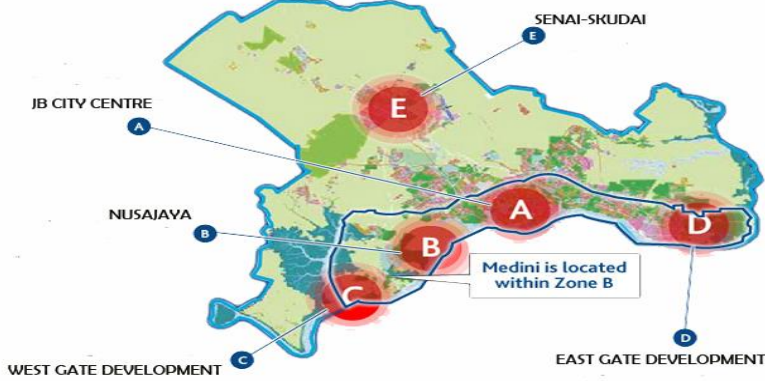 SENAI-SKUDAI
E
E
JB CITY CENTRE
A
A
NUSAJAYA
B
B
D
Medini is located
within Zone B
C
D
EAST GATE DEVELOPMENT
C
WEST GATE DEVELOPMENT